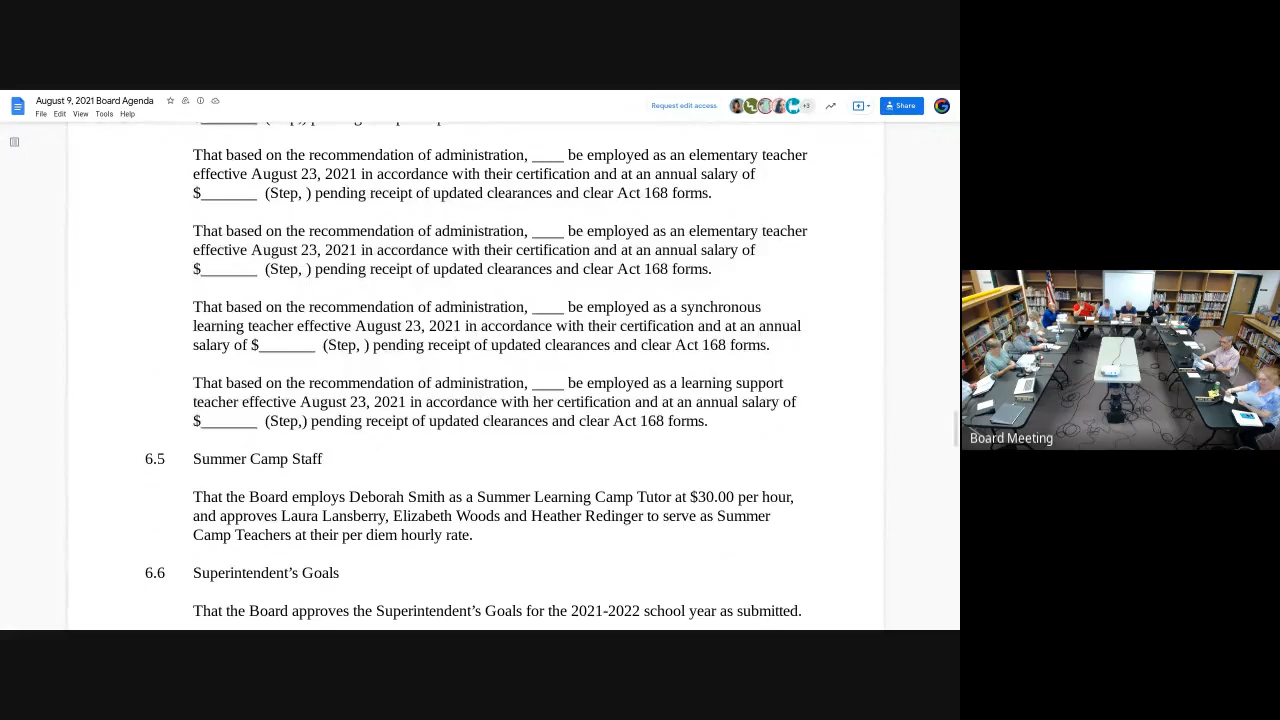 August 9, 2021 Board Agenda
File Edit View Tools Help
Request edit access
+3
Share
That based on the recommendation of administration, ____ be employed as an elementary teacher
effective August 23, 2021 in accordance with their certification and at an annual salary of
$_______ (Step, ) pending receipt of updated clearances and clear Act 168 forms.
That based on the recommendation of administration, ____ be employed as an elementary teacher
effective August 23, 2021 in accordance with their certification and at an annual salary of
$_______ (Step, ) pending receipt of updated clearances and clear Act 168 forms.
That based on the recommendation of administration, ____ be employed as a synchronous
learning teacher effective August 23, 2021 in accordance with their certification and at an annual
salary of $_______ (Step, ) pending receipt of updated clearances and clear Act 168 forms.
That based on the recommendation of administration, ____ be employed as a learning support
teacher effective August 23, 2021 in accordance with her certification and at an annual salary of
$_______ (Step,) pending receipt of updated clearances and clear Act 168 forms.
6.5 Summer Camp Staff
That the Board employs Deborah Smith as a Summer Learning Camp Tutor at $30.00 per hour,
and approves Laura Lansberry, Elizabeth Woods and Heather Redinger to serve as Summer
Camp Teachers at their per diem hourly rate.
6.6 Superintendent’s Goals
That the Board approves the Superintendent’s Goals for the 2021-2022 school year as submitted.
Board Meeting